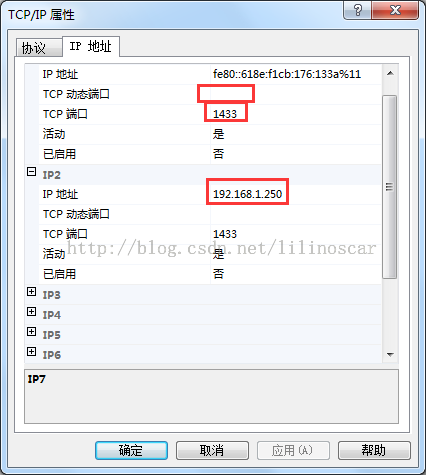 TCP/IP 属性
协议 IP 地址
IP 地址 fe80::618e:f1cb:176:133a%11
TCP 动态端口
TCP 端口 1433
活动 是
已启用 否
IP2
IP 地址 192.168.1.250
TCP 动态端口
TCP 端口 1433
http://blog.csdn.net/lilinoscar
活动 是
已启用 否
IP3
IP4
IP5
IP6
IP7
确定 取消 应用(A) 帮助